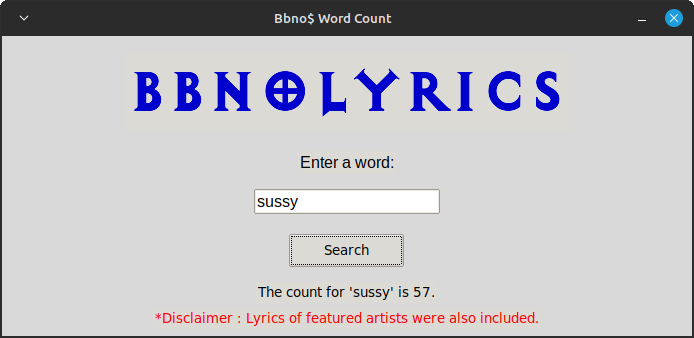 Bbno$ Word Count
BBNOLYRICS
Enter a word:
sussy
Search
The count for 'sussy' is 57.
*Disclaimer : Lyrics of featured artists were also included.